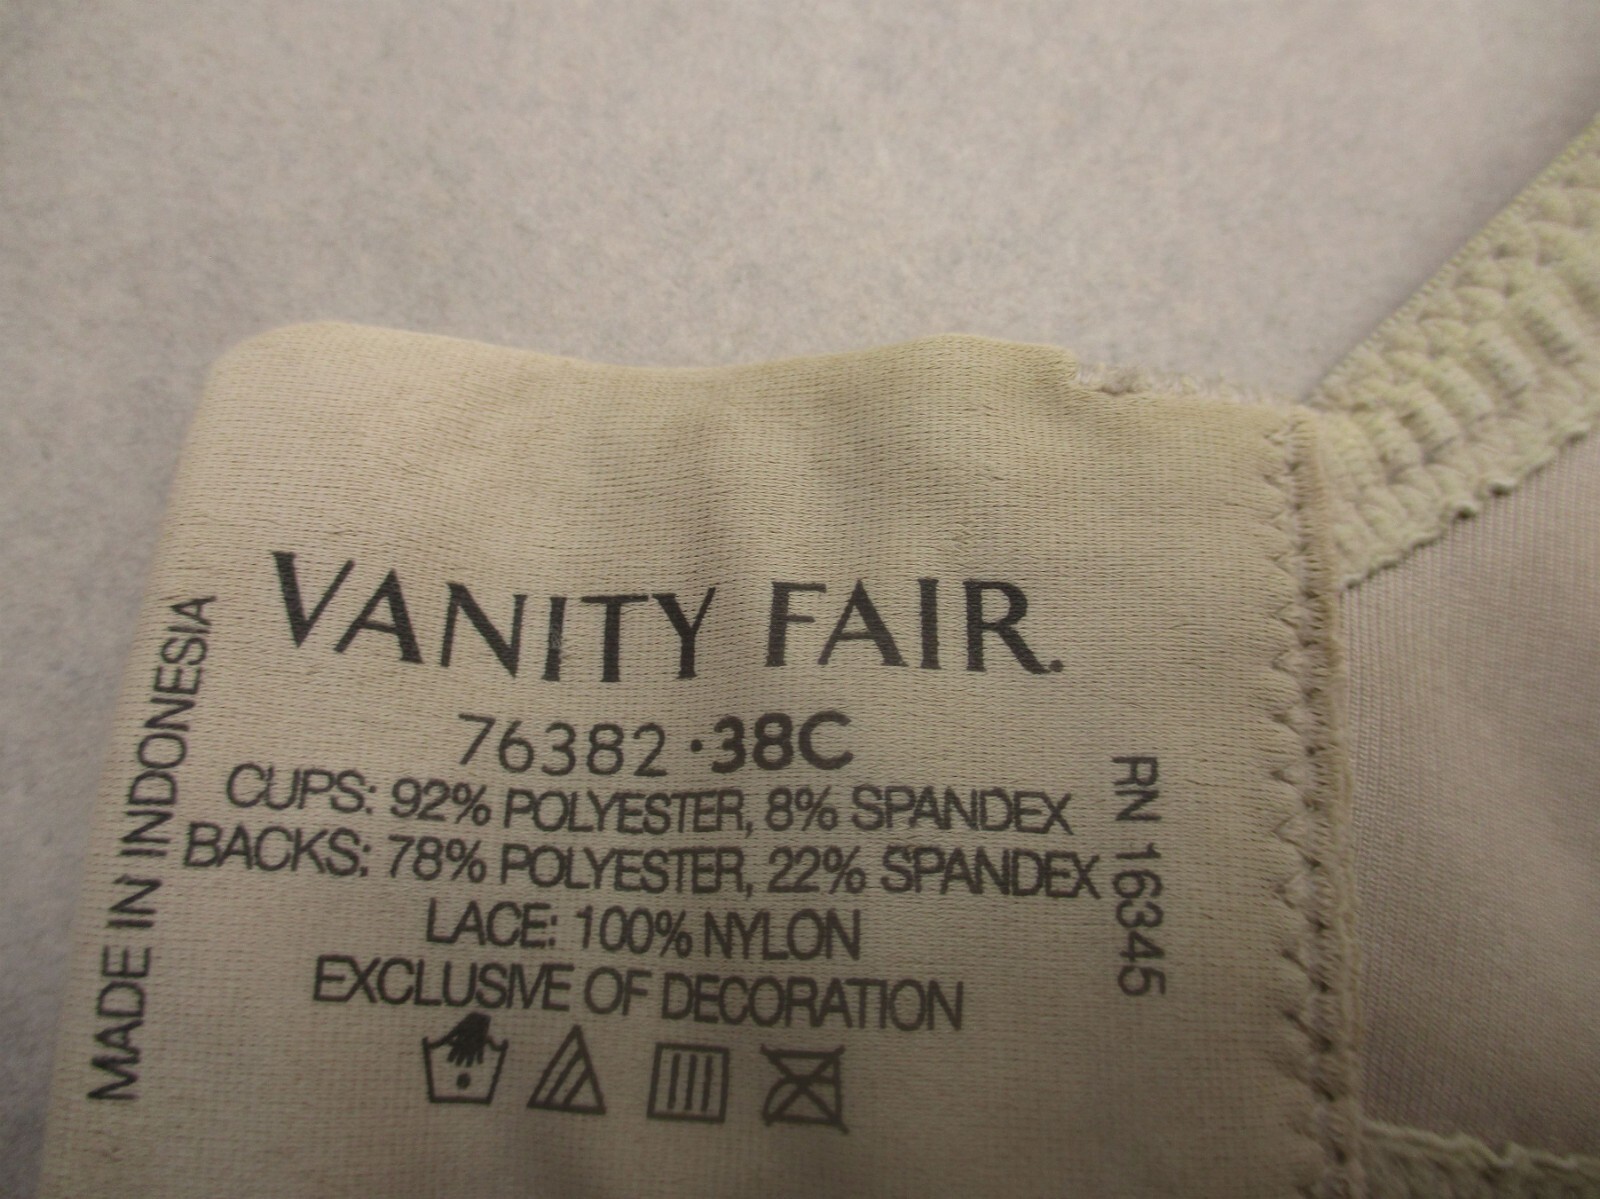 VANITY FAIR.
76382 · 38C
CUPS: 92% POLYESTER, 8% SPANDEX
BACKS: 78% POLYESTER, 22% SPANDEX
LACE: 100% NYLON
EXCLUSIVE OF DECORATION
MADE IN INDONESIA
RN 16345